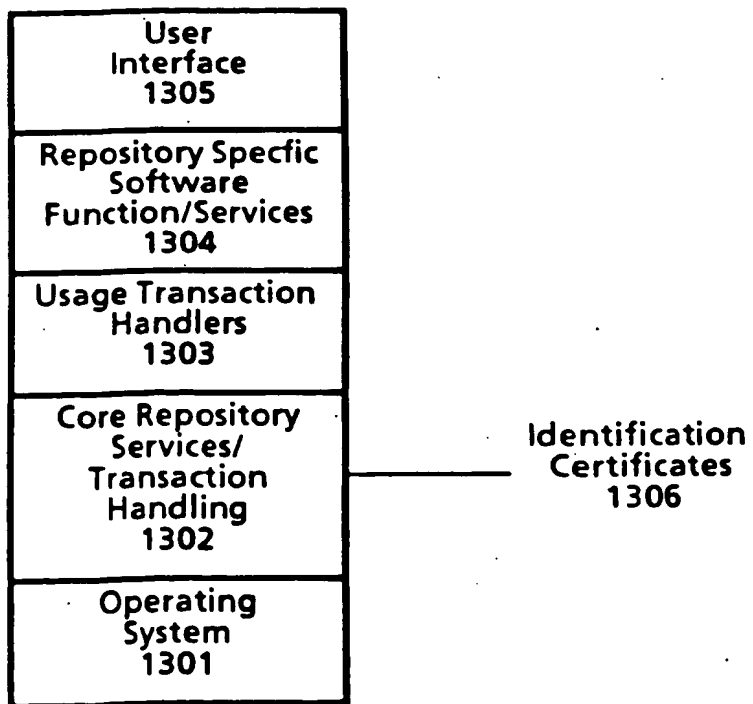 User
Interface
1305
Repository Specfic
Software
Function/Services
1304
Usage Transaction
Handlers
1303
Core Repository
Services/
Transaction
Handling
1302
Identification
Certificates
1306
Operating
System
1301